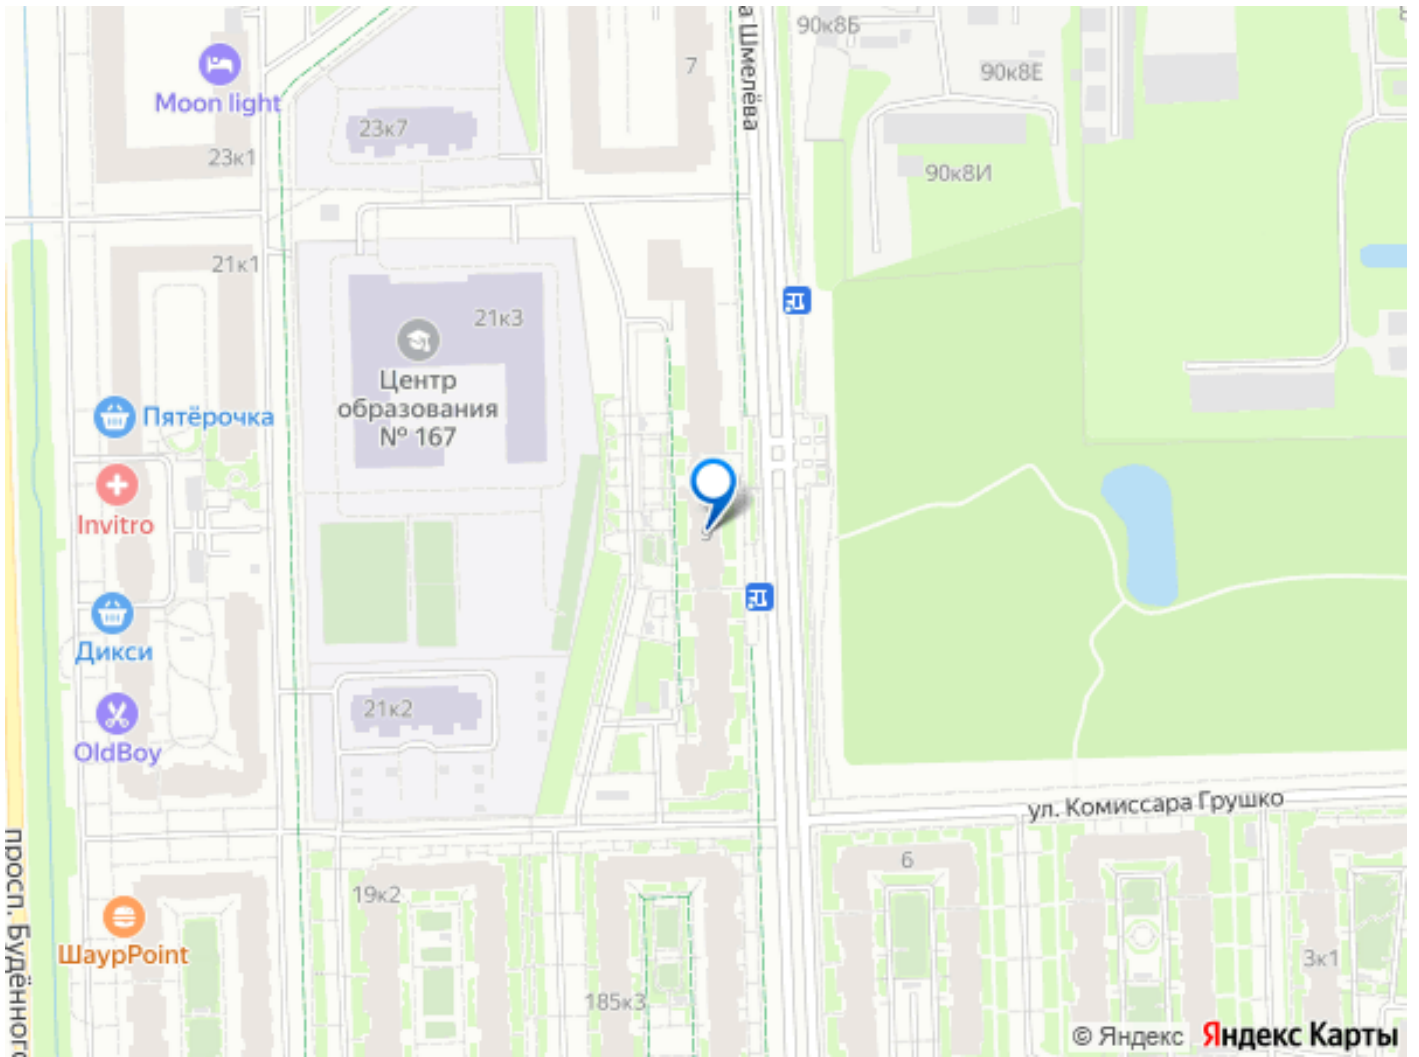 90к8Б
а Шмелёва
7
90к8Е
Moon light
23к7
23к1
90к8И
21к1
21к3
Центр
образования
№ 167
Пятёрочка
Invitro
9
Дикси
21к2
OldBoy
ул. Комиссара Грушко
просп. Будённого
6
19к2
ШаурPoint
3к1
185к3
© Яндекс
Яндекс Карты